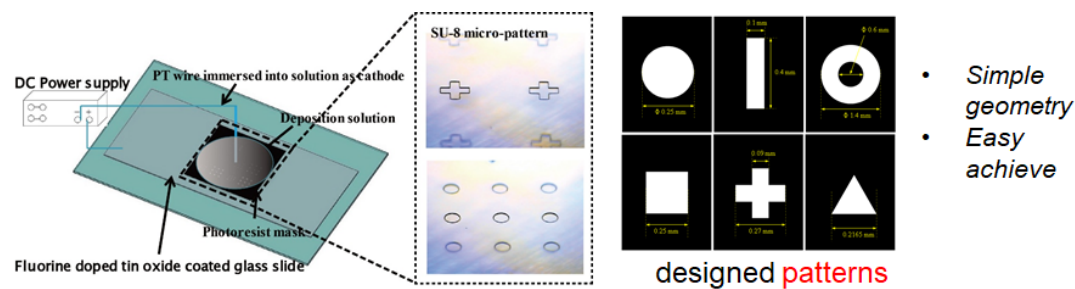 DC Power supply
PT wire immersed into solution as cathode
Deposition solution
Photoresist mask
Fluorine doped tin oxide coated glass slide
SU-8 micro-pattern
0.1 mm
Φ 0.6 mm
0.4 mm
Φ 0.25 mm
Φ 1.4 mm
0.09 mm
0.25 mm
0.27 mm
0.2165 mm
designed patterns
• Simple
geometry
• Easy
achieve